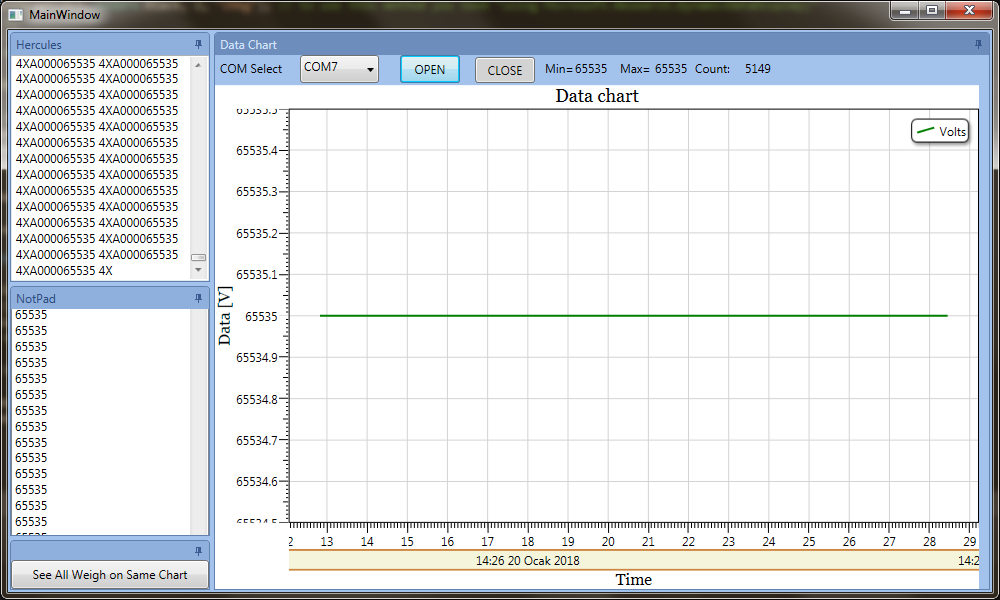 MainWindow
Hercules
4XA000065535 4XA000065535
4XA000065535 4XA000065535
4XA000065535 4XA000065535
4XA000065535 4XA000065535
4XA000065535 4XA000065535
4XA000065535 4XA000065535
4XA000065535 4XA000065535
4XA000065535 4XA000065535
4XA000065535 4XA000065535
4XA000065535 4XA000065535
4XA000065535 4XA000065535
4XA000065535 4XA000065535
4XA000065535 4XA000065535
4XA000065535 4X
NotPad
65535
65535
65535
65535
65535
65535
65535
65535
65535
65535
65535
65535
65535
65535
See All Weigh on Same Chart
Data Chart
COM Select COM7 OPEN CLOSE Min= 65535 Max= 65535 Count: 5149
Data chart
Volts
65535.5
65535.4
65535.3
65535.2
65535.1
65535
65534.9
65534.8
65534.7
65534.6
65534.5
Data [V]
2 13 14 15 16 17 18 19 20 21 22 23 24 25 26 27 28 29
14:26 20 Ocak 2018 14:2
Time